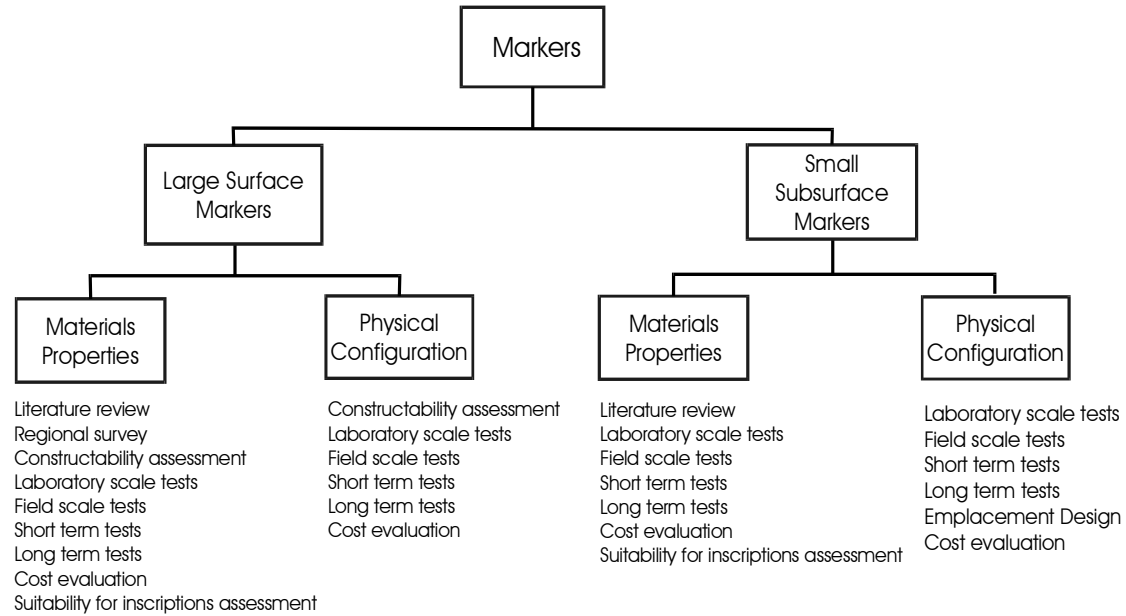 Markers
Large Surface
Markers
Small
Subsurface
Markers
Materials
Properties
Physical
Configuration
Materials
Properties
Physical
Configuration
Literature review
Regional survey
Constructability assessment
Laboratory scale tests
Field scale tests
Short term tests
Long term tests
Cost evaluation
Suitability for inscriptions assessment
Constructability assessment
Laboratory scale tests
Field scale tests
Short term tests
Long term tests
Cost evaluation
Literature review
Laboratory scale tests
Field scale tests
Short term tests
Long term tests
Cost evaluation
Suitability for inscriptions assessment
Laboratory scale tests
Field scale tests
Short term tests
Long term tests
Emplacement Design
Cost evaluation